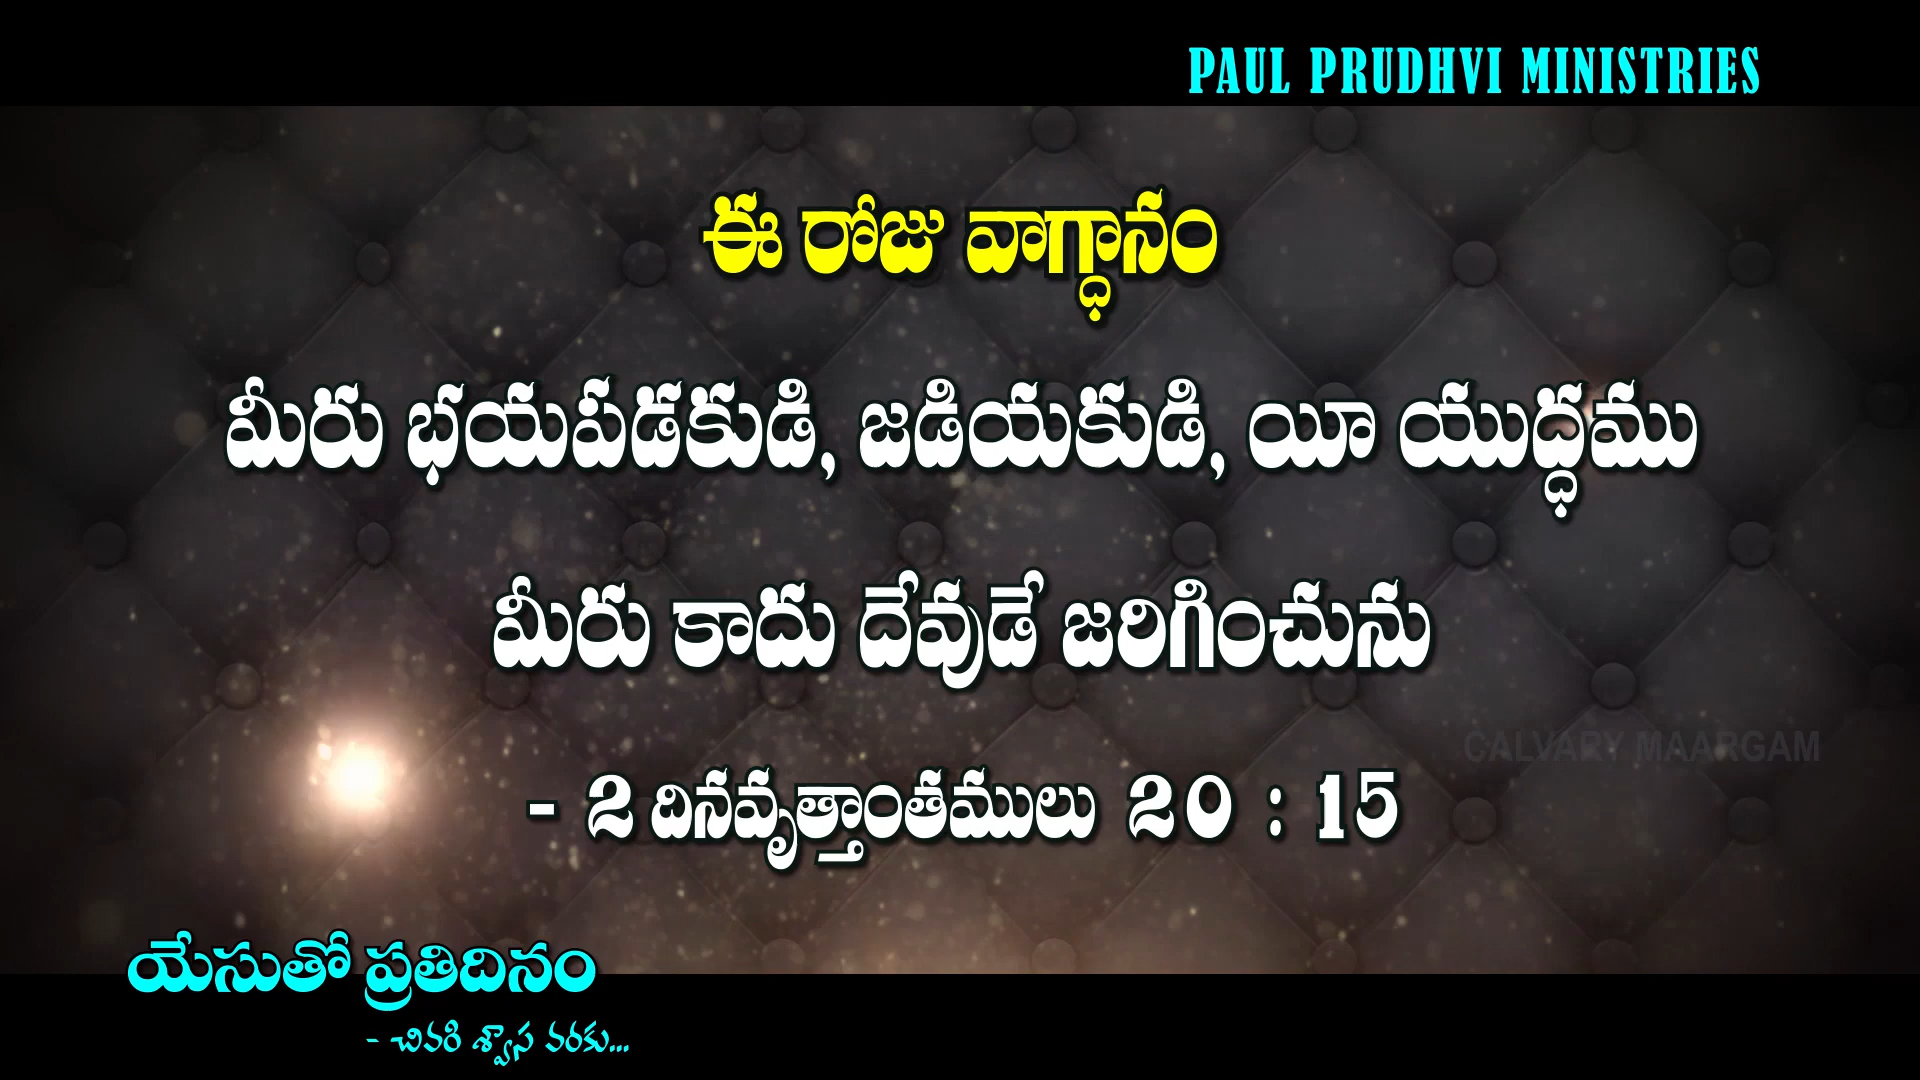 PAUL PRUDHVI MINISTRIES
ఈ రోజు వాగ్ధానం
మీరు భయపడకుడి, జడియకుడి, యీ యుద్ధము
మీరు కాదు దేవుడే జరిగించును
CALVARY MAARGAM
- 2 దినవృత్తాంతములు 20 : 15
యేసుతో ప్రతిదినం
- చివరి శ్వాస వరకు...